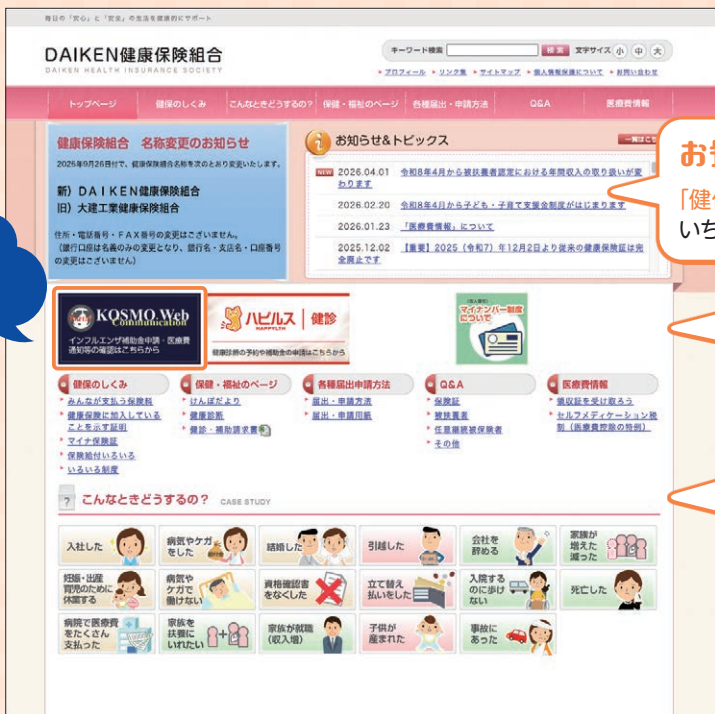 毎日の「安心」と「安全」の生活を健康的にサポート
DAIKEN健康保険組合
DAIKEN HEALTH INSURANCE SOCIETY
キーワード検索 検索 文字サイズ 小 中 大
プロフィール リンク集 サイトマップ 個人情報保護について お問い合わせ
トップページ 健保のしくみ こんなときどうするの? 保健・福祉のページ 各種届出・申請方法 Q&A 医療費情報
健康保険組合 名称変更のお知らせ
2025年9月26日付で、健康保険組合名称を次のとおり変更いたします。
新）DAIKEN健康保険組合
旧）大建工業健康保険組合
住所・電話番号・FAX番号の変更はございません。
（銀行口座は名義のみの変更となり、銀行名・支店名・口座番号
の変更はございません）
お知らせ&トピックス
NEW 2026.04.01 令和8年4月から被扶養者認定における年間収入の取り扱いが変
わります
2026.02.20 令和8年4月から子ども・子育て支援金制度がはじまります
2026.01.23 「医療費情報」について
2025.12.02 【重要】2025（令和7）年12月2日より従来の健康保険証は完
全廃止です
いち
KOSMO Web
Communication
インフルエンザ補助金申請・医療費
通知等の確認はこちらから
ハピルス 健診
HAPPYLTH
健康診断の予約や補助金の申請はこちらから
マイナンバー制度
について
健保のしくみ
みんなが支払う保険料
健康保険に加入している
ことを示す証明
マイナ保険証
保険給付いろいろ
いろいろ制度
保健・福祉のページ
けんぽだより
健康診断
健診・補助請求書
各種届出申請方法
届出・申請方法
届出・申請用紙
Q&A
保険証
被扶養者
任意継続被保険者
その他
医療費情報
領収証を受け取ろう
セルフメディケーション税
制（医療費控除の特例）
? こんなときどうするの? CASE STUDY
入社した
病気やケガ
をした
結婚した
引越した
会社を
辞める
家族が
増えた
減った
妊娠・出産
育児のために
休業する
病気や
ケガで
働けない
資格確認書
をなくした
立て替え
払いをした
入院する
のに歩け
ない
死亡した
病院で医療費
をたくさん
支払った
家族を
扶養に
いれたい
家族が就職
（収入増）
子供が
産まれた
事故に
あった